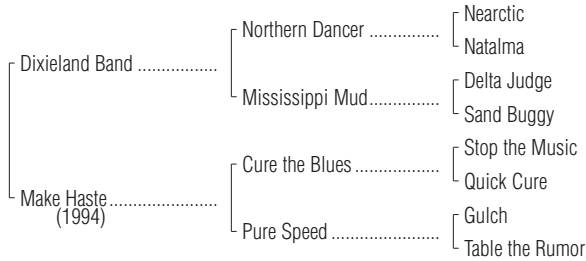 Nearctic
Northern Dancer ................
Natalma
Dixieland Band ..................
Delta Judge
Mississippi Mud................
Sand Buggy
Stop the Music
Cure the Blues ...................
Quick Cure
Make Haste........................
(1994)
Gulch
Pure Speed ........................
Table the Rumor